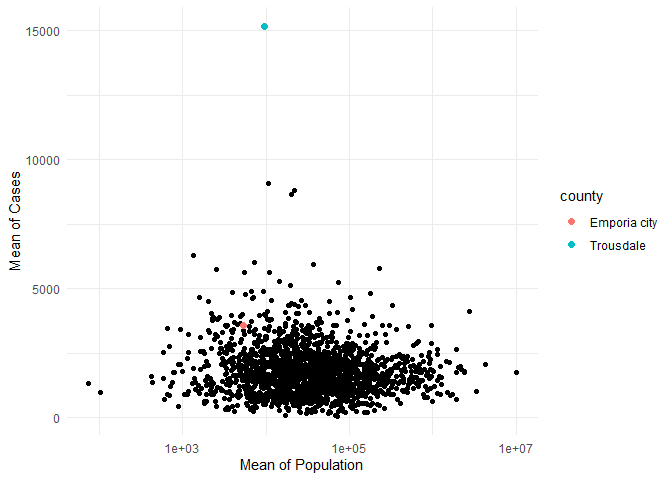 15000
10000
5000
0
Mean of Cases
1e+03
1e+05
1e+07
Mean of Population
county
Emporia city
Trousdale